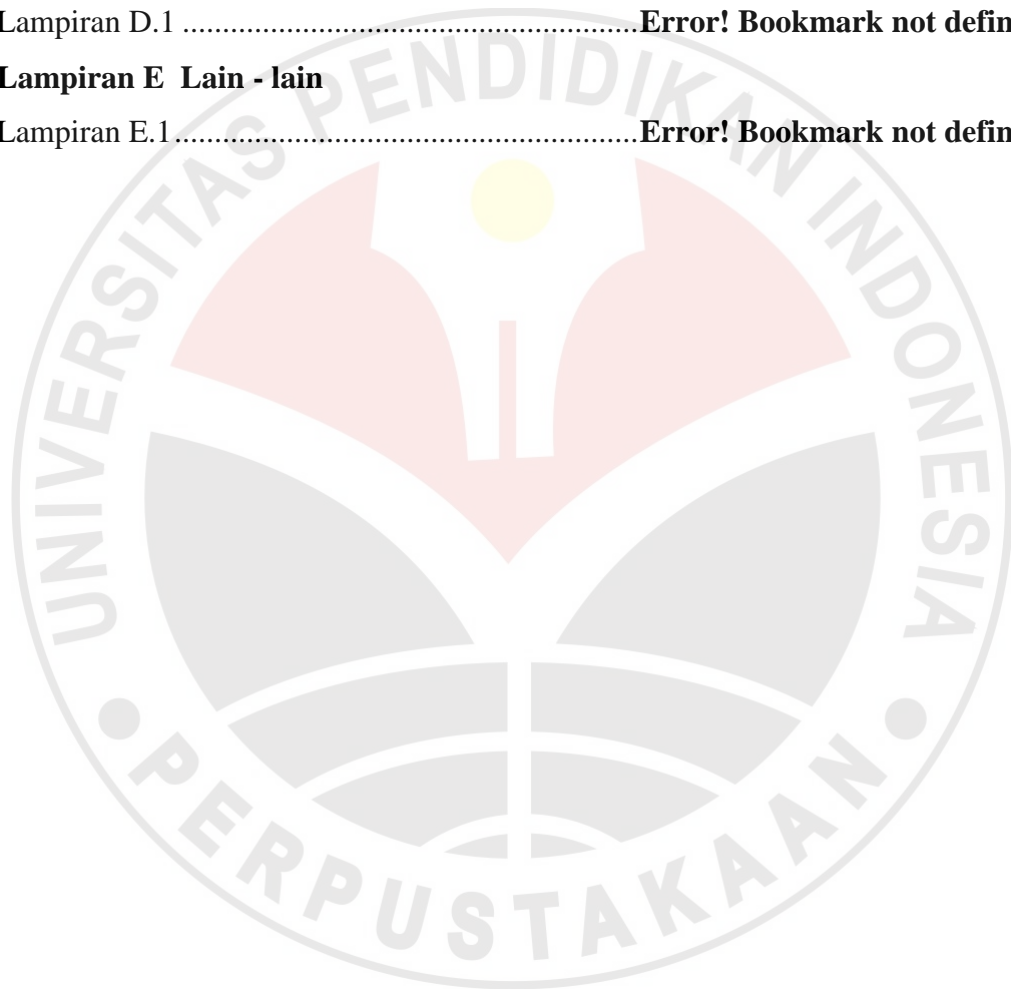 Lampiran D.1 ..........................................................Error! Bookmark not defin
Lampiran E Lain - lain
Lampiran E.1...........................................................Error! Bookmark not defin
UNIVERSITAS PENDIDIKAN INDONESIA
PERPUSTAKAAN